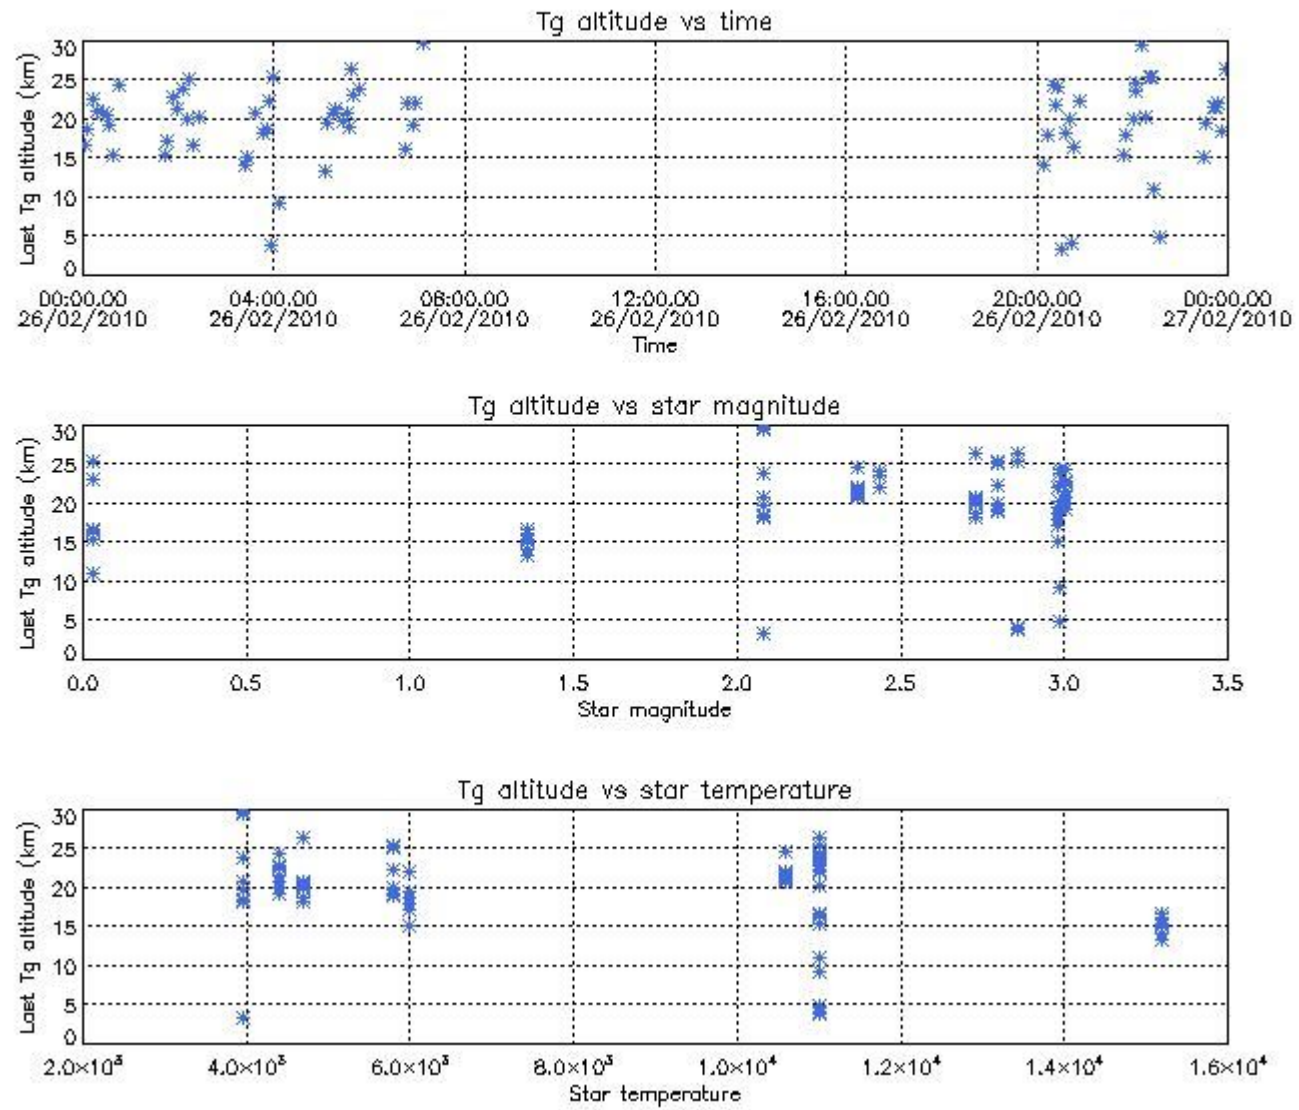 Tg altitude vs time
Last Tg altitude (km)
30
25
20
15
10
5
0
00:00.00 04:00.00 08:00.00 12:00.00 16:00.00 20:00.00 00:00.00
26/02/2010 26/02/2010 26/02/2010 26/02/2010 26/02/2010 26/02/2010 27/02/2010
Time
Tg altitude vs star magnitude
Last Tg altitude (km)
30
25
20
15
10
5
0
0.0 0.5 1.0 1.5 2.0 2.5 3.0 3.5
Star magnitude
Tg altitude vs star temperature
Last Tg altitude (km)
30
25
20
15
10
5
0
2.0×10³ 4.0×10³ 6.0×10³ 8.0×10³ 1.0×10⁴ 1.2×10⁴ 1.4×10⁴ 1.6×10⁴
Star temperature